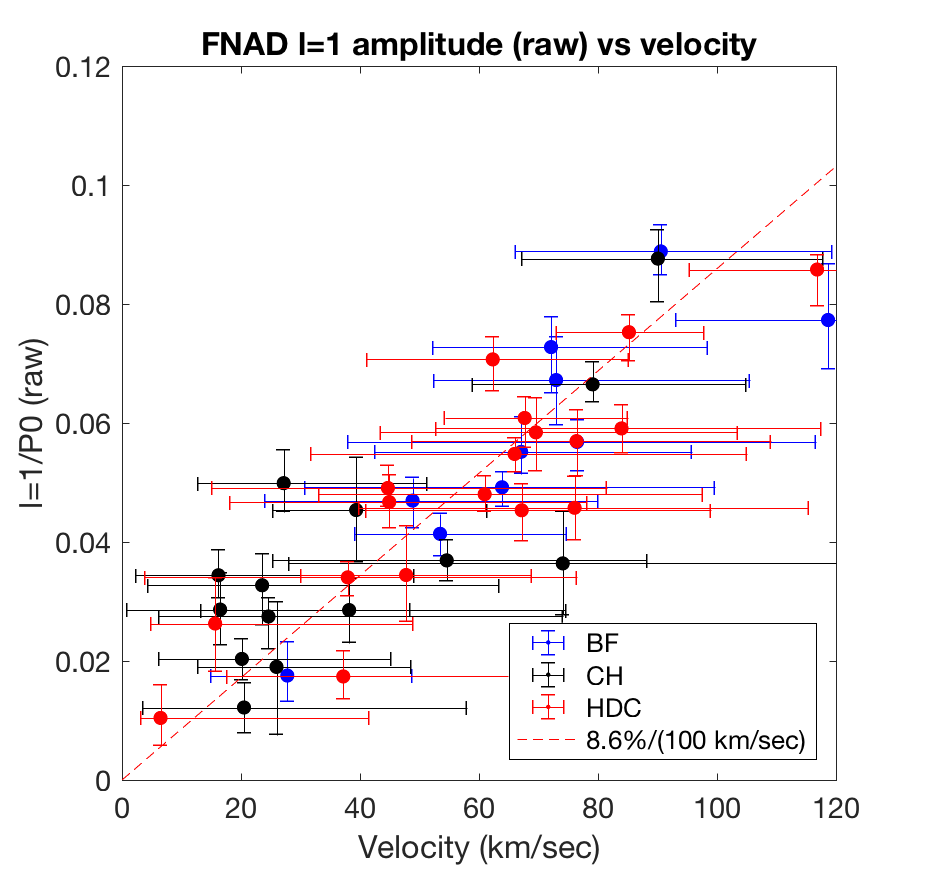 FNAD l=1 amplitude (raw) vs velocity
0.12
0.1
0.08
0.06
0.04
0.02
0
l=1/P0 (raw)
BF
CH
HDC
8.6%/(100 km/sec)
0 20 40 60 80 100 120
Velocity (km/sec)